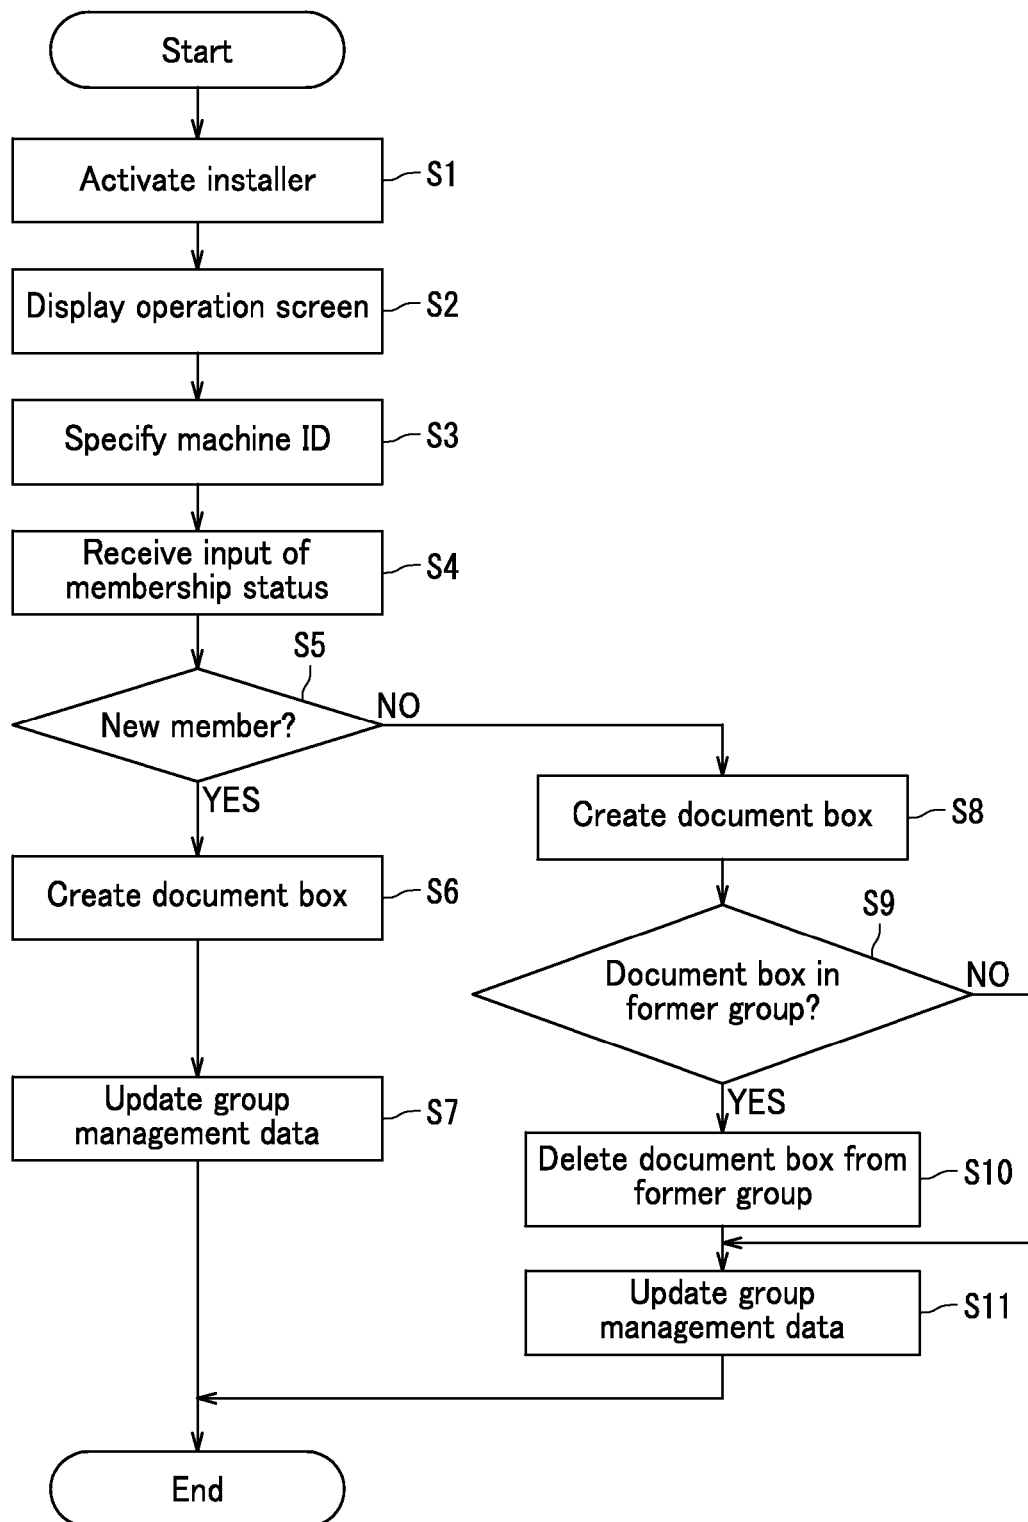 Start
Activate installer
S1
Display operation screen
S2
Specify machine ID
S3
Receive input of
membership status
S4
S5
New member?
NO
YES
Create document box
S6
Update group
management data
S7
Create document box
S8
S9
Document box in
former group?
NO
YES
Delete document box from
former group
S10
Update group
management data
S11
End